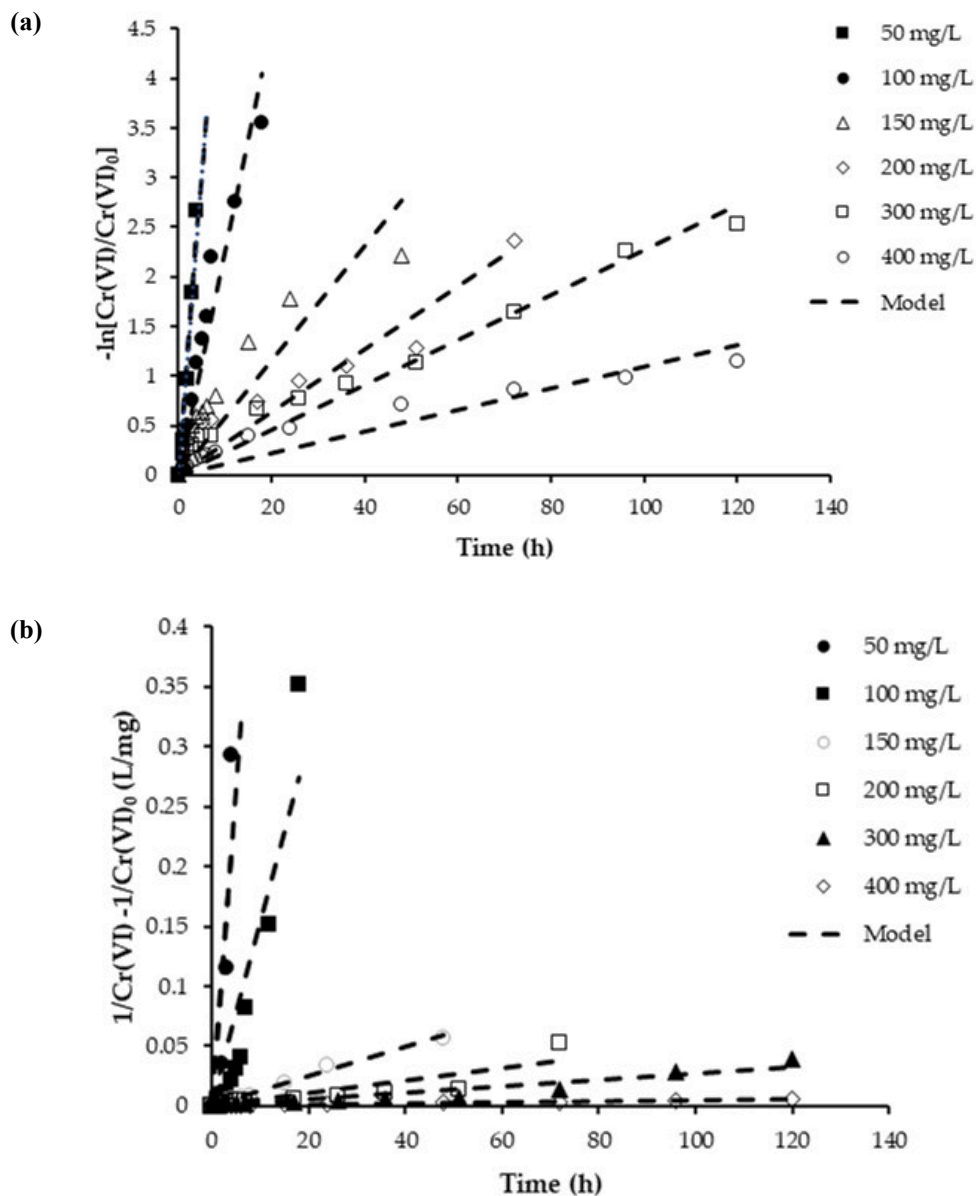 (a)
-ln[Cr(VI)/Cr(VI)0]
4.5
4
3.5
3
2.5
2
1.5
1
0.5
0
0 20 40 60 80 100 120 140
Time (h)
50 mg/L
100 mg/L
150 mg/L
200 mg/L
300 mg/L
400 mg/L
Model
(b)
1/Cr(VI) -1/Cr(VI)0 (L/mg)
0.4
0.35
0.3
0.25
0.2
0.15
0.1
0.05
0
0 20 40 60 80 100 120 140
Time (h)
50 mg/L
100 mg/L
150 mg/L
200 mg/L
300 mg/L
400 mg/L
Model